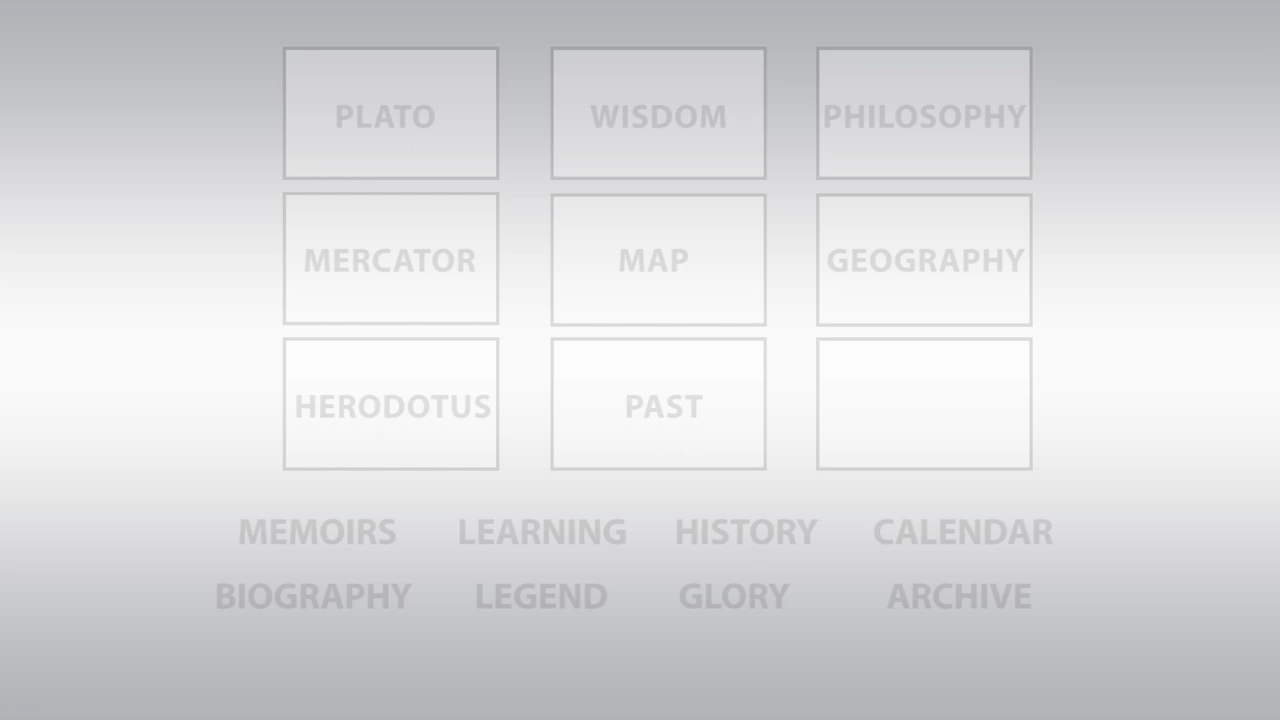 PLATO WISDOM PHILOSOPHY
MERCATOR MAP GEOGRAPHY
HERODOTUS PAST
MEMOIRS LEARNING HISTORY CALENDAR
BIOGRAPHY LEGEND GLORY ARCHIVE